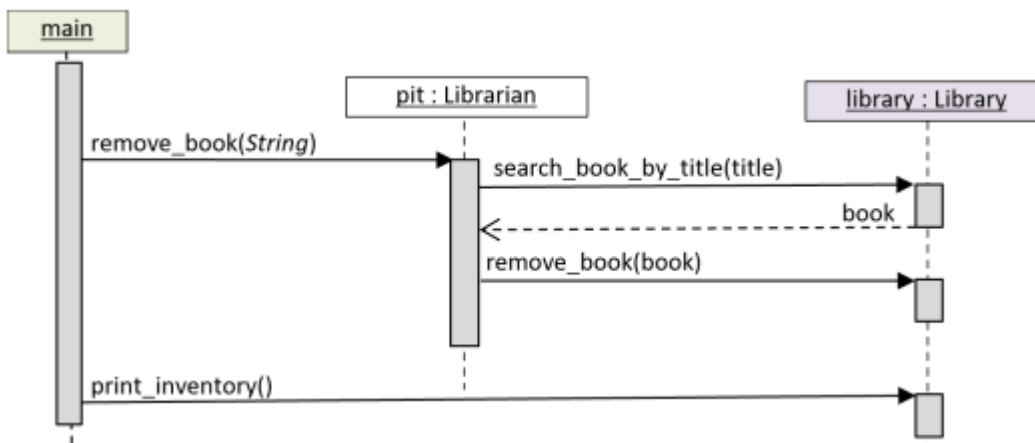 main
pit : Librarian
library : Library
remove_book(String)
search_book_by_title(title)
book
remove_book(book)
print_inventory()